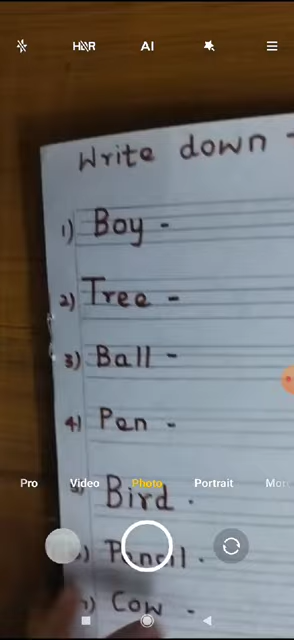 HDR AI
Write down -
1) Boy -
2) Tree -
3) Ball -
4) Pen -
Pro Video Photo Portrait
5) Bird .
) Pencil .
7) Cow -